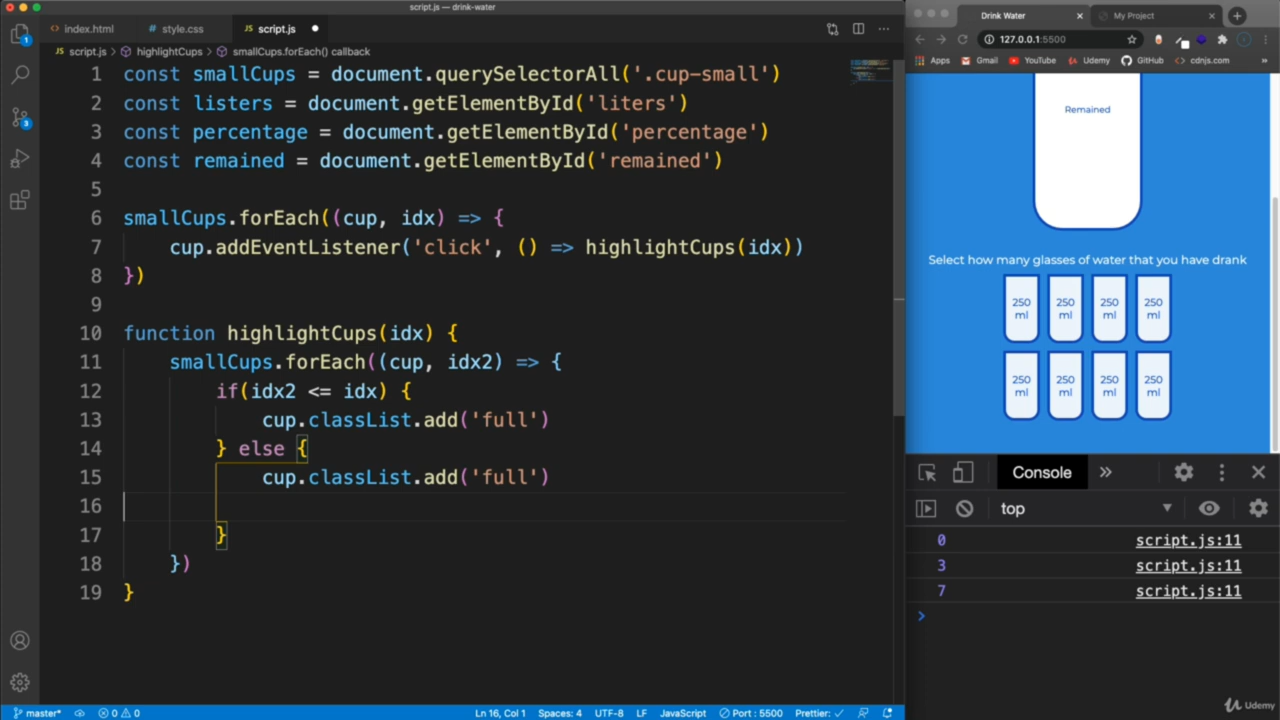 script.js — drink-water
index.html
style.css
script.js
script.js > highlightCups > smallCups.forEach() callback
1 const smallCups = document.querySelectorAll('.cup-small')
2 const listers = document.getElementById('liters')
3 const percentage = document.getElementById('percentage')
4 const remained = document.getElementById('remained')
5
6 smallCups.forEach((cup, idx) => {
7 cup.addEventListener('click', () => highlightCups(idx))
8 })
9
10 function highlightCups(idx) {
11 smallCups.forEach((cup, idx2) => {
12 if(idx2 <= idx) {
13 cup.classList.add('full')
14 } else {
15 cup.classList.add('full')
16
17 }
18 })
19 }
master*
0 0
Ln 16, Col 1
Spaces: 4
UTF-8
LF
JavaScript
Port : 5500
Prettier: ✓
Drink Water
My Project
127.0.0.1:5500
Apps
Gmail
YouTube
Udemy
GitHub
cdnjs.com
»
Remained
Select how many glasses of water that you have drank
250 250 250 250
ml ml ml ml
250 250 250 250
ml ml ml ml
Console
»
top
0 script.js:11
3 script.js:11
7 script.js:11
>
Udemy